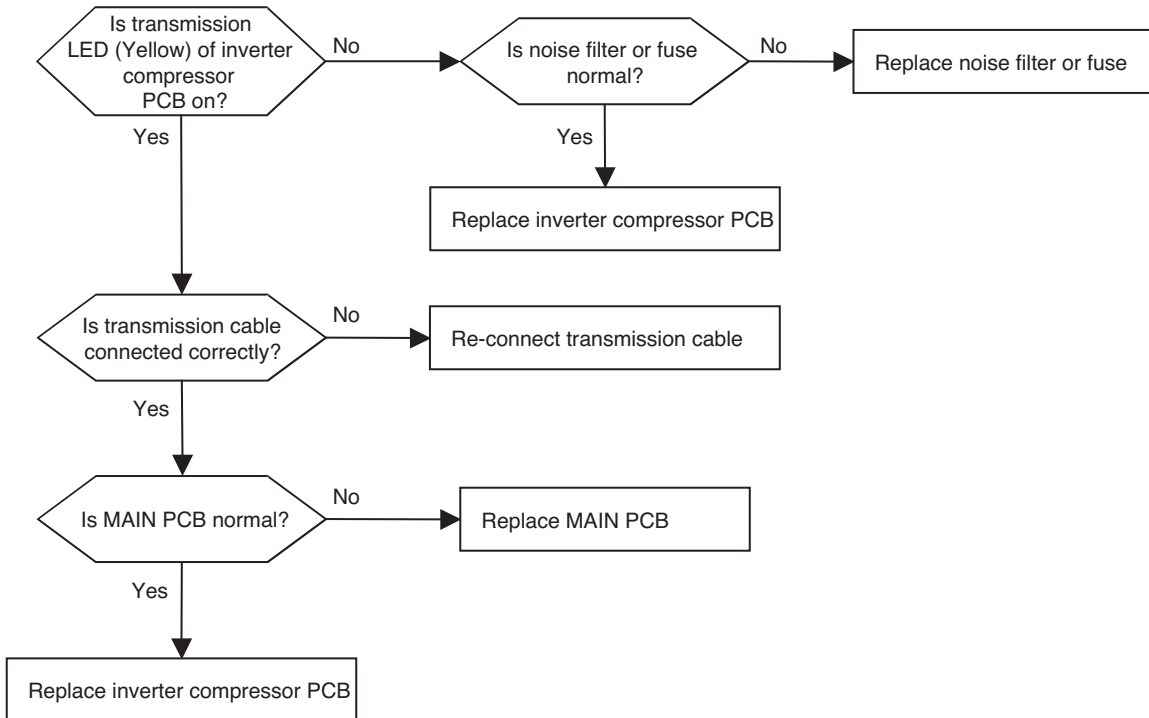 Is transmission
LED (Yellow) of inverter
compressor
PCB on?
No
Is noise filter or fuse
normal?
No
Replace noise filter or fuse
Yes
Yes
Replace inverter compressor PCB
Is transmission cable
connected correctly?
No
Re-connect transmission cable
Yes
Is MAIN PCB normal?
No
Replace MAIN PCB
Yes
Replace inverter compressor PCB